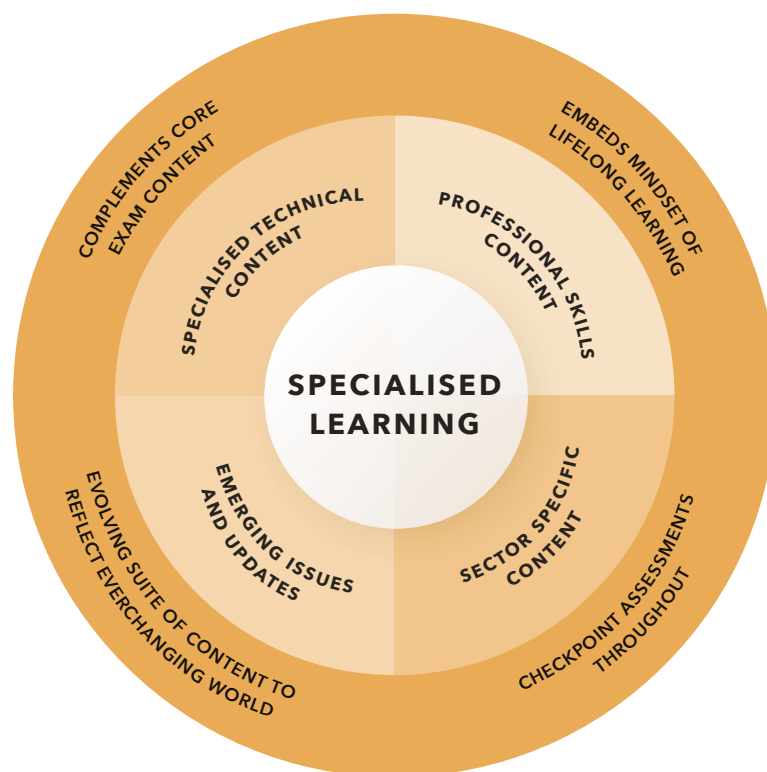 COMPLEMENTS CORE
EXAM CONTENT
EMBEDS MINDSET OF
LIFELONG LEARNING
SPECIALISED TECHNICAL
CONTENT
PROFESSIONAL SKILLS
CONTENT
SPECIALISED
LEARNING
EMERGING ISSUES
AND UPDATES
SECTOR SPECIFIC
CONTENT
EVOLVING SUITE OF CONTENT TO
REFLECT EVERCHANGING WORLD
CHECKPOINT ASSESSMENTS
THROUGHOUT